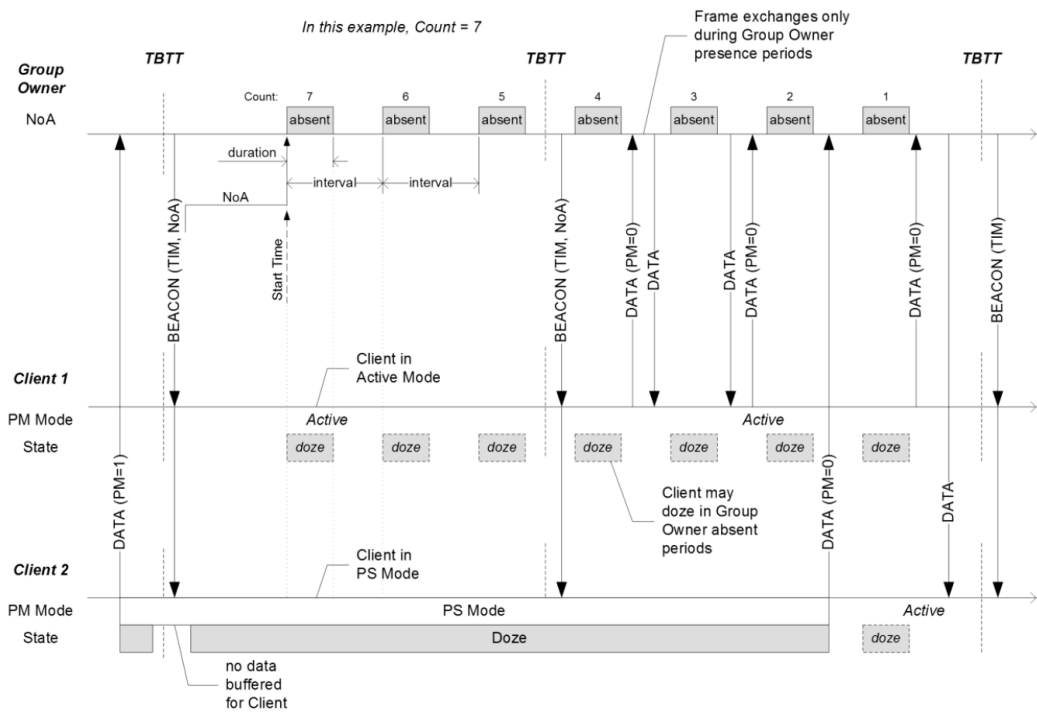 In this example, Count = 7
Frame exchanges only
during Group Owner
presence periods
TBTT
TBTT
TBTT
Group
Owner
NoA
Count:
7
6
5
4
3
2
1
absent
absent
absent
absent
absent
absent
absent
duration
interval
interval
NoA
Start Time
BEACON (TIM, NoA)
BEACON (TIM, NoA)
DATA (PM=0)
DATA
DATA
DATA (PM=0)
DATA (PM=0)
BEACON (TIM)
Client 1
Client in
Active Mode
PM Mode
Active
Active
State
doze
doze
doze
doze
doze
doze
doze
DATA (PM=1)
DATA (PM=0)
DATA
Client may
doze in Group
Owner absent
periods
Client 2
Client in
PS Mode
PM Mode
PS Mode
Active
State
Doze
doze
no data
buffered
for Client